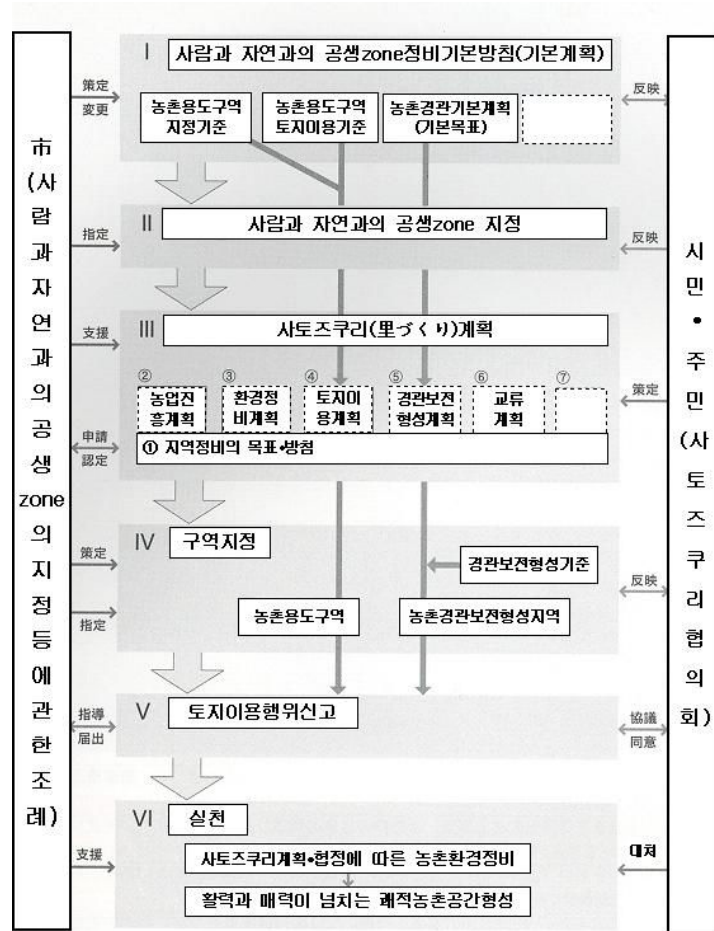 市(사람과자연과의공생zone의지정등에관한조례)
I 사람과 자연과의 공생zone정비기본방침(기본계획)
策定
変更
反映
농촌용도구역
지정기준
농촌용도구역
토지이용기준
농촌경관기본계획
(기본목표)
II 사람과 자연과의 공생zone 지정
指定
反映
III 사토즈쿠리(里づくり)계획
支援
② 농업진
흥계획
③ 환경정
비계획
④ 토지이
용계획
⑤ 경관보전
형성계획
⑥ 교류
계획
⑦
策定
① 지역정비의 목표•방침
申請
認定
IV 구역지정
策定
경관보전형성기준
反映
농촌용도구역
농촌경관보전형성지역
指定
V 토지이용행위신고
指導
届出
協議
同意
VI 실천
支援
사토즈쿠리계획•협정에 따른 농촌환경정비
대처
활력과 매력이 넘치는 쾌적농촌공간형성
시민•주민(사토즈쿠리협의회)